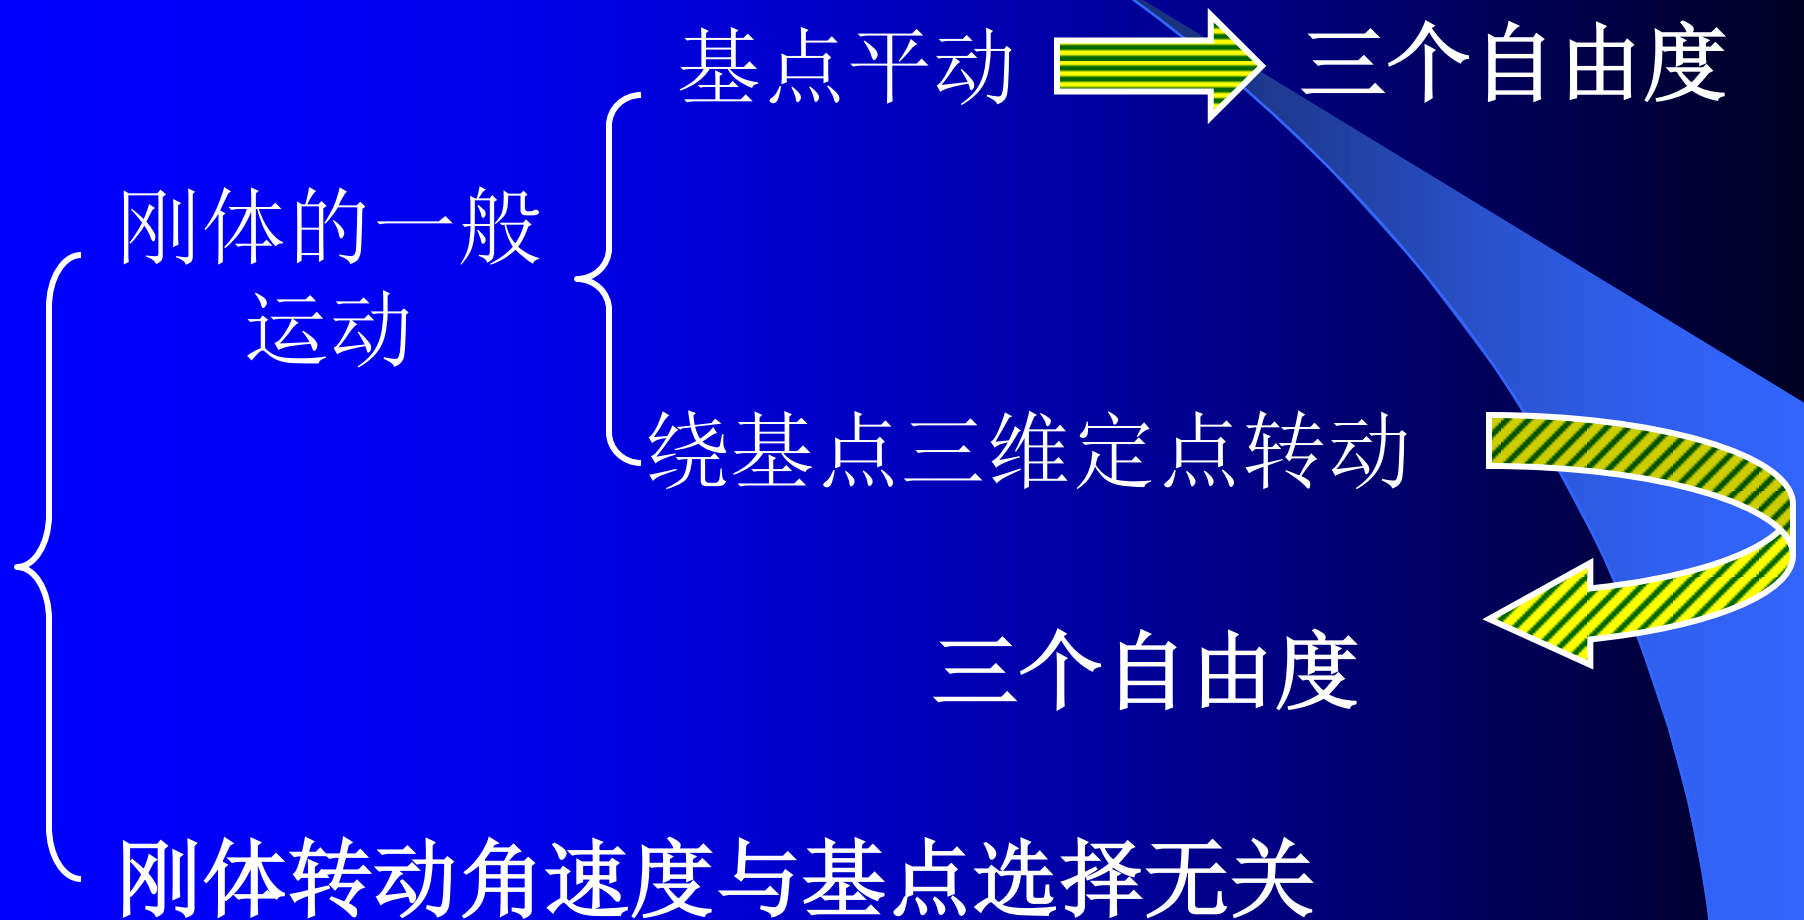 基点平动
三个自由度
刚体的一般
运动
绕基点三维定点转动
三个自由度
刚体转动角速度与基点选择无关